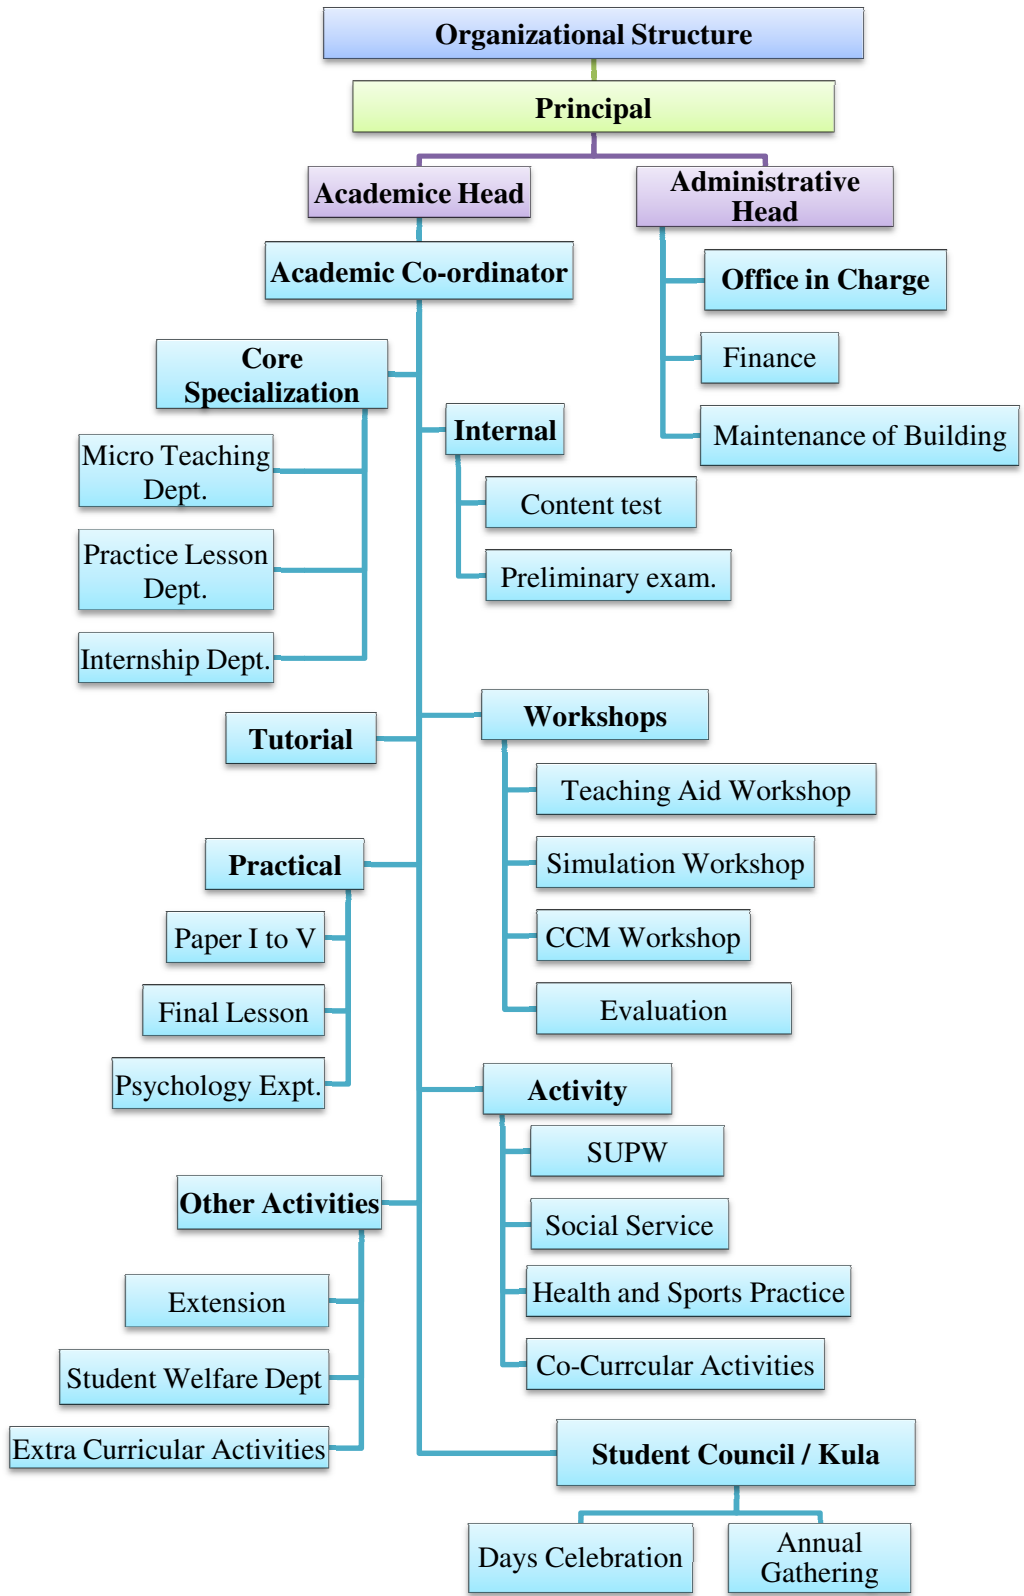 Organizational Structure
Principal
Academice Head
Administrative
Head
Academic Co-ordinator
Office in Charge
Finance
Maintenance of Building
Core
Specialization
Micro Teaching
Dept.
Practice Lesson
Dept.
Internship Dept.
Internal
Content test
Preliminary exam.
Tutorial
Workshops
Teaching Aid Workshop
Simulation Workshop
CCM Workshop
Evaluation
Practical
Paper I to V
Final Lesson
Psychology Expt.
Activity
SUPW
Social Service
Health and Sports Practice
Co-Currcular Activities
Other Activities
Extension
Student Welfare Dept
Extra Curricular Activities
Student Council / Kula
Days Celebration
Annual
Gathering